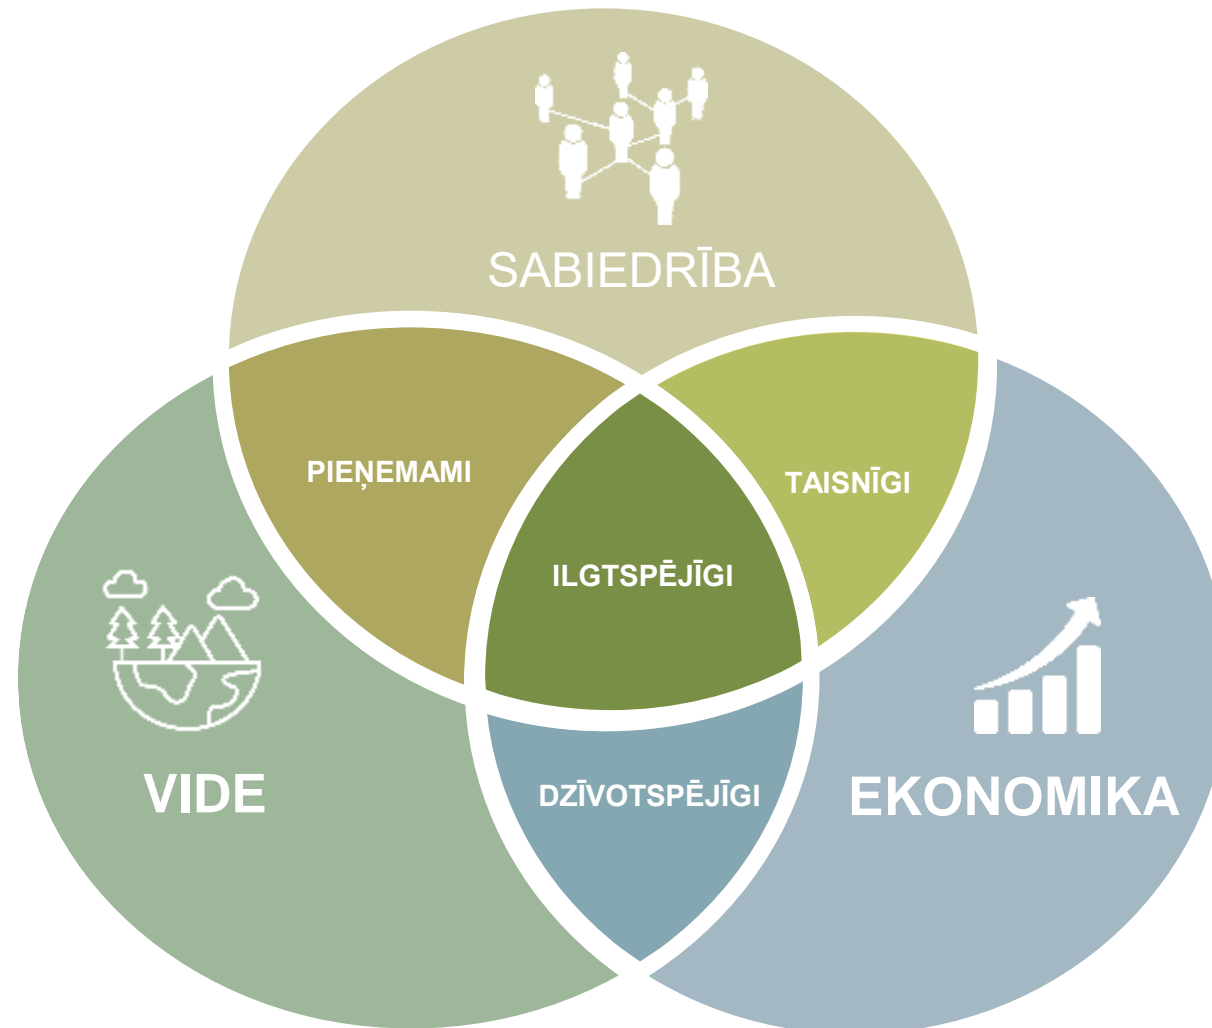 SABIEDRĪBA
PIEŅEMAMI
TAISNĪGI
ILGTSPĒJĪGI
VIDE
DZĪVOTSPĒJĪGI
EKONOMIKA